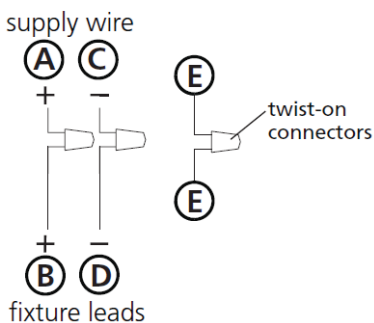 supply wire
A C E
+ −
twist-on
connectors
E
+ −
B D
fixture leads